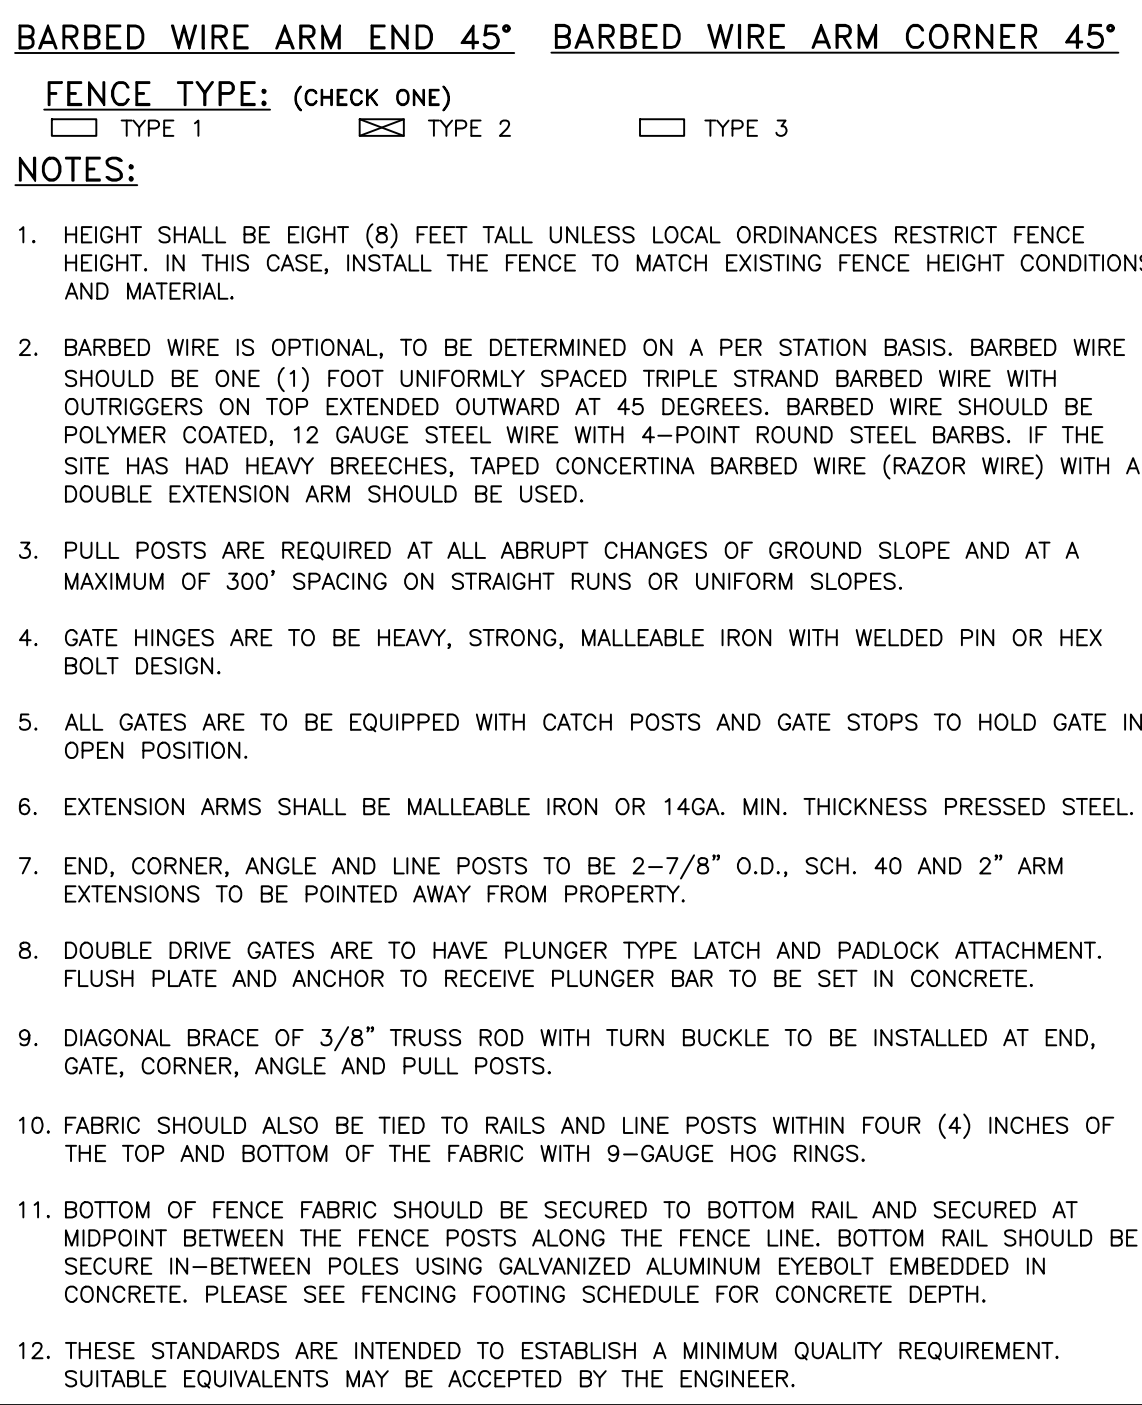 BARBED WIRE ARM END 45° BARBED WIRE ARM CORNER 45°
FENCE TYPE: (CHECK ONE)
TYPE 1 TYPE 2 TYPE 3
NOTES:
1. HEIGHT SHALL BE EIGHT (8) FEET TALL UNLESS LOCAL ORDINANCES RESTRICT FENCE
HEIGHT. IN THIS CASE, INSTALL THE FENCE TO MATCH EXISTING FENCE HEIGHT CONDITIONS
AND MATERIAL.
2. BARBED WIRE IS OPTIONAL, TO BE DETERMINED ON A PER STATION BASIS. BARBED WIRE
SHOULD BE ONE (1) FOOT UNIFORMLY SPACED TRIPLE STRAND BARBED WIRE WITH
OUTRIGGERS ON TOP EXTENDED OUTWARD AT 45 DEGREES. BARBED WIRE SHOULD BE
POLYMER COATED, 12 GAUGE STEEL WIRE WITH 4-POINT ROUND STEEL BARBS. IF THE
SITE HAS HAD HEAVY BREECHES, TAPED CONCERTINA BARBED WIRE (RAZOR WIRE) WITH A
DOUBLE EXTENSION ARM SHOULD BE USED.
3. PULL POSTS ARE REQUIRED AT ALL ABRUPT CHANGES OF GROUND SLOPE AND AT A
MAXIMUM OF 300' SPACING ON STRAIGHT RUNS OR UNIFORM SLOPES.
4. GATE HINGES ARE TO BE HEAVY, STRONG, MALLEABLE IRON WITH WELDED PIN OR HEX
BOLT DESIGN.
5. ALL GATES ARE TO BE EQUIPPED WITH CATCH POSTS AND GATE STOPS TO HOLD GATE IN
OPEN POSITION.
6. EXTENSION ARMS SHALL BE MALLEABLE IRON OR 14GA. MIN. THICKNESS PRESSED STEEL.
7. END, CORNER, ANGLE AND LINE POSTS TO BE 2-7/8" O.D., SCH. 40 AND 2" ARM
EXTENSIONS TO BE POINTED AWAY FROM PROPERTY.
8. DOUBLE DRIVE GATES ARE TO HAVE PLUNGER TYPE LATCH AND PADLOCK ATTACHMENT.
FLUSH PLATE AND ANCHOR TO RECEIVE PLUNGER BAR TO BE SET IN CONCRETE.
9. DIAGONAL BRACE OF 3/8" TRUSS ROD WITH TURN BUCKLE TO BE INSTALLED AT END,
GATE, CORNER, ANGLE AND PULL POSTS.
10. FABRIC SHOULD ALSO BE TIED TO RAILS AND LINE POSTS WITHIN FOUR (4) INCHES OF
THE TOP AND BOTTOM OF THE FABRIC WITH 9-GAUGE HOG RINGS.
11. BOTTOM OF FENCE FABRIC SHOULD BE SECURED TO BOTTOM RAIL AND SECURED AT
MIDPOINT BETWEEN THE FENCE POSTS ALONG THE FENCE LINE. BOTTOM RAIL SHOULD BE
SECURE IN-BETWEEN POLES USING GALVANIZED ALUMINUM EYEBOLT EMBEDDED IN
CONCRETE. PLEASE SEE FENCING FOOTING SCHEDULE FOR CONCRETE DEPTH.
12. THESE STANDARDS ARE INTENDED TO ESTABLISH A MINIMUM QUALITY REQUIREMENT.
SUITABLE EQUIVALENTS MAY BE ACCEPTED BY THE ENGINEER.